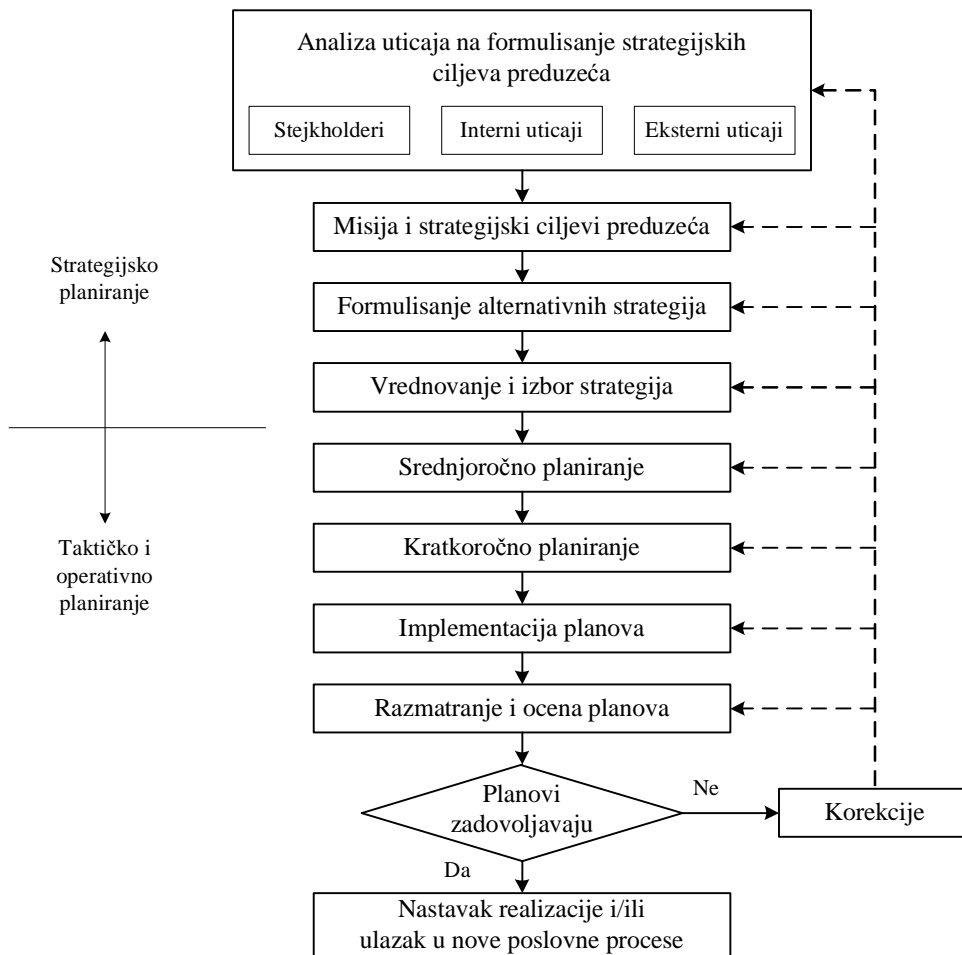 Analiza uticaja na formulisanje strategijskih
ciljeva preduzeća
Stejkholderi
Interni uticaji
Eksterni uticaji
Misija i strategijski ciljevi preduzeća
Strategijsko
planiranje
Formulisanje alternativnih strategija
Vrednovanje i izbor strategija
Srednjoročno planiranje
Taktičko i
operativno
planiranje
Kratkoročno planiranje
Implementacija planova
Razmatranje i ocena planova
Planovi
zadovoljavaju
Ne
Korekcije
Da
Nastavak realizacije i/ili
ulazak u nove poslovne procese